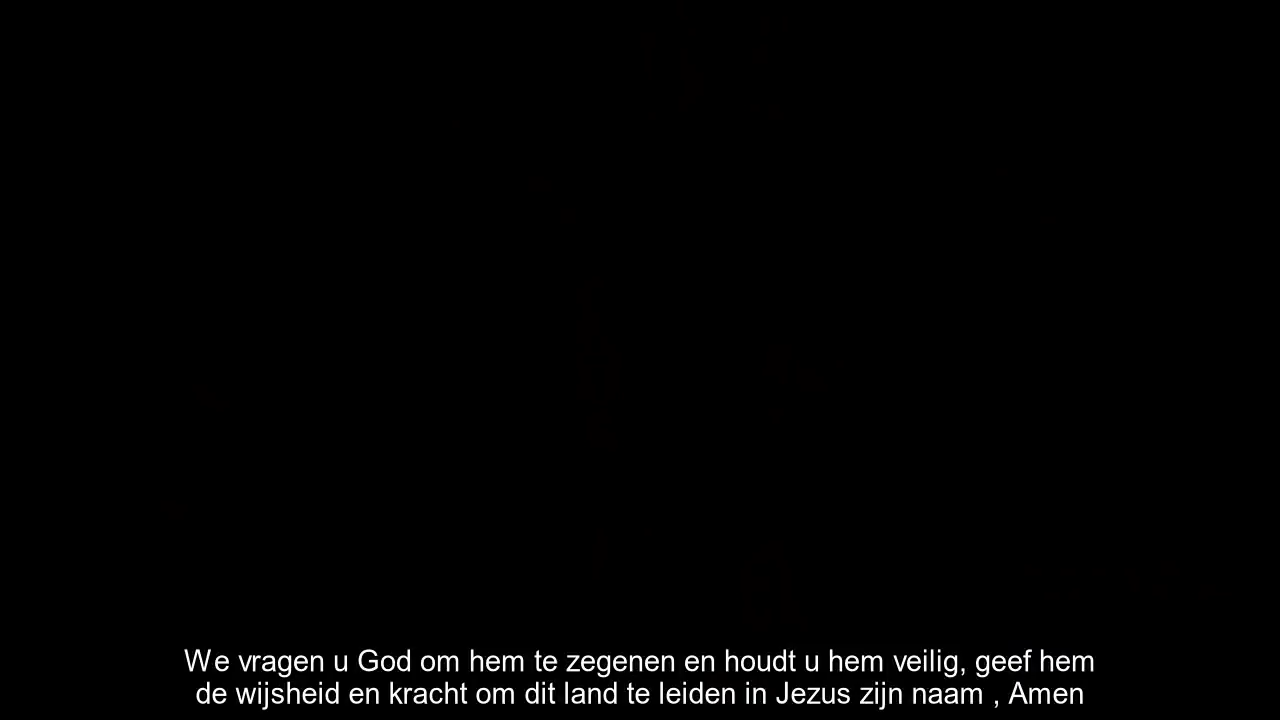 We vragen u God om hem te zegenen en houdt u hem veilig, geef hem
de wijsheid en kracht om dit land te leiden in Jezus zijn naam , Amen